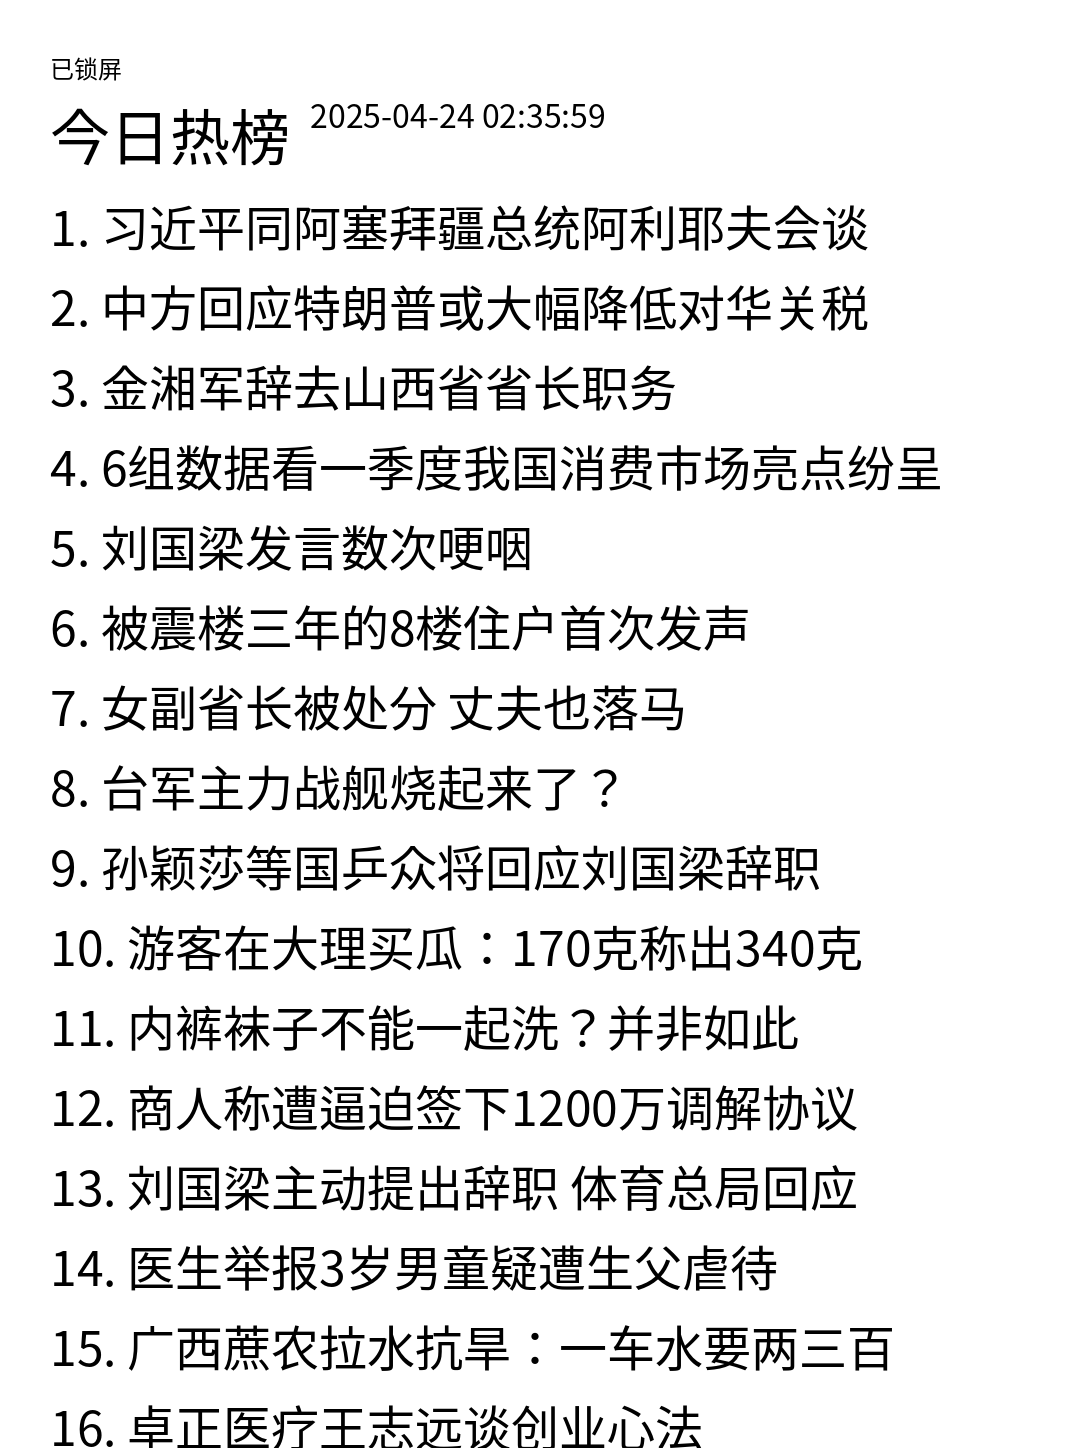 已锁屏
今日热榜 2025-04-24 02:35:59
1. 习近平同阿塞拜疆总统阿利耶夫会谈
2. 中方回应特朗普或大幅降低对华关税
3. 金湘军辞去山西省省长职务
4. 6组数据看一季度我国消费市场亮点纷呈
5. 刘国梁发言数次哽咽
6. 被震楼三年的8楼住户首次发声
7. 女副省长被处分 丈夫也落马
8. 台军主力战舰烧起来了？
9. 孙颖莎等国乒众将回应刘国梁辞职
10. 游客在大理买瓜：170克称出340克
11. 内裤袜子不能一起洗？并非如此
12. 商人称遭逼迫签下1200万调解协议
13. 刘国梁主动提出辞职 体育总局回应
14. 医生举报3岁男童疑遭生父虐待
15. 广西蔗农拉水抗旱：一车水要两三百
16. 卓正医疗王志远谈创业心法